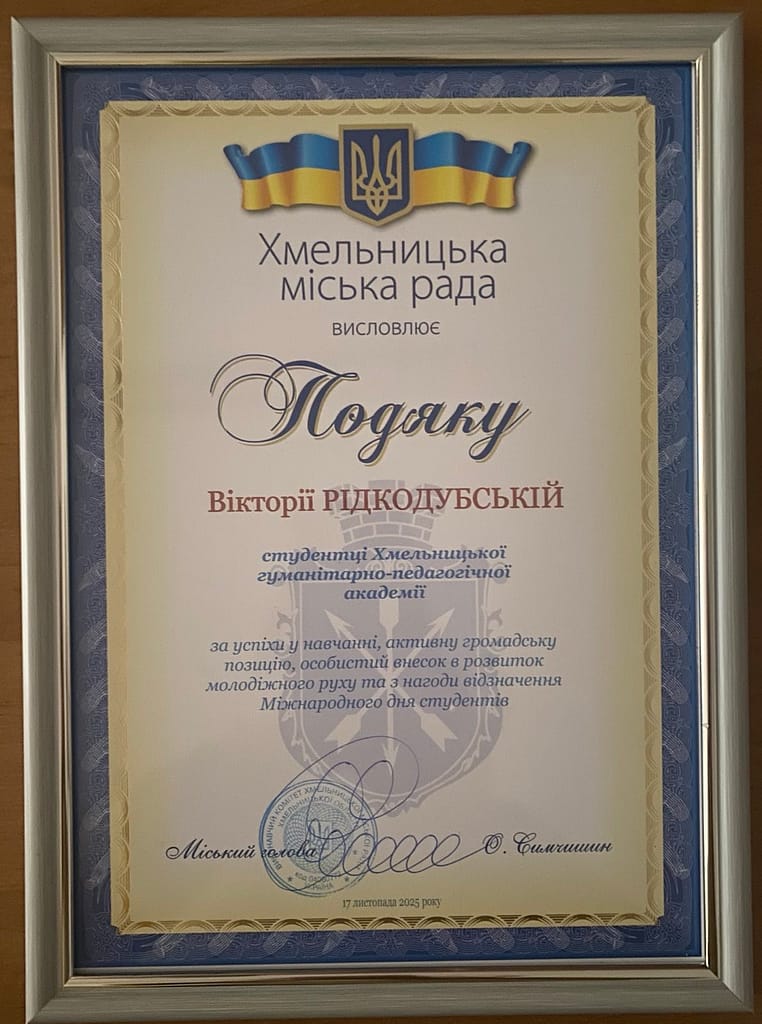 Хмельницька
міська рада
висловлює
Подяку
Вікторії РІДКОДУБСЬКІЙ
студентці Хмельницької
гуманітарно-педагогічної
академії
за успіхи у навчанні, активну громадську
позицію, особистий внесок в розвиток
молодіжного руху та з нагоди відзначення
Міжнародного дня студентів
Міський голова О. Симчишин
УКРАЇНА
17 листопада 2025 року